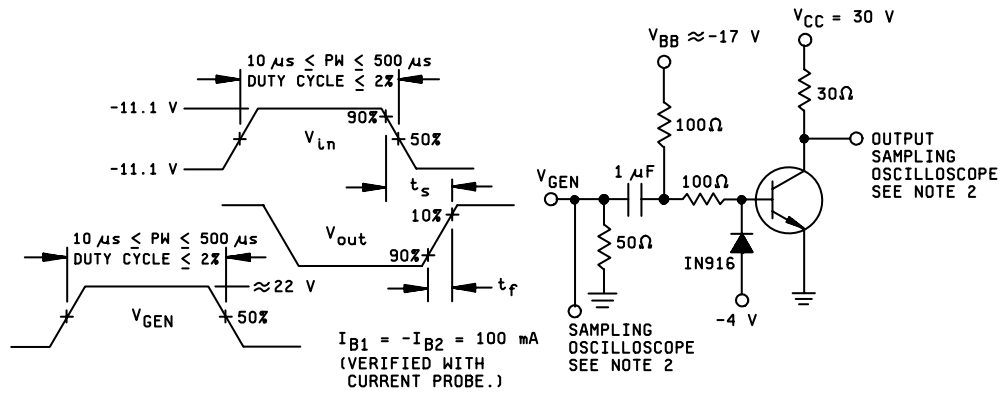 10 μs ≤ PW ≤ 500 μs
DUTY CYCLE ≤ 2%
-11.1 V
90%
V_in
50%
-11.1 V
t_s
10%
V_out
90%
t_f
10 μs ≤ PW ≤ 500 μs
DUTY CYCLE ≤ 2%
≈22 V
V_GEN
50%
I_B1 = -I_B2 = 100 mA
(VERIFIED WITH
CURRENT PROBE.)
V_CC = 30 V
V_BB ≈ -17 V
30Ω
100Ω
OUTPUT
SAMPLING
OSCILLOSCOPE
SEE NOTE 2
V_GEN
1 μF
100Ω
50Ω
IN916
-4 V
SAMPLING
OSCILLOSCOPE
SEE NOTE 2